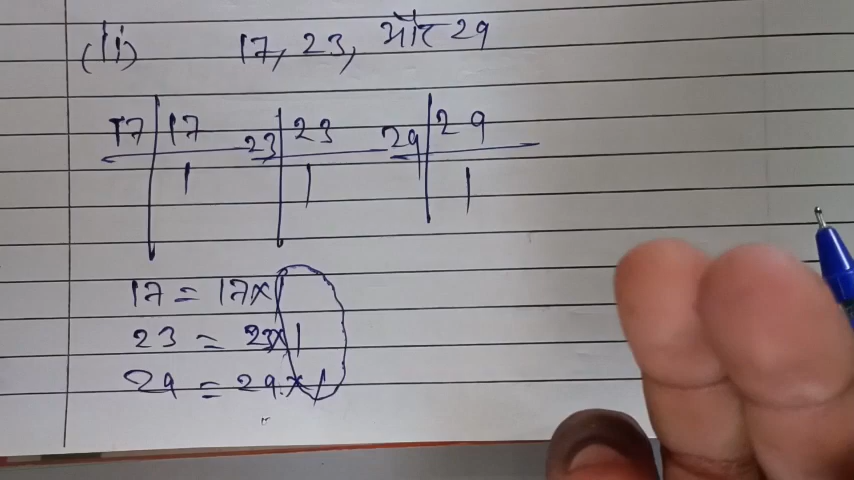 (ii) 17, 23, और 29
17 17 23 23 29 29
1 1 1
17 = 17×1
23 = 23×1
29 = 29×1